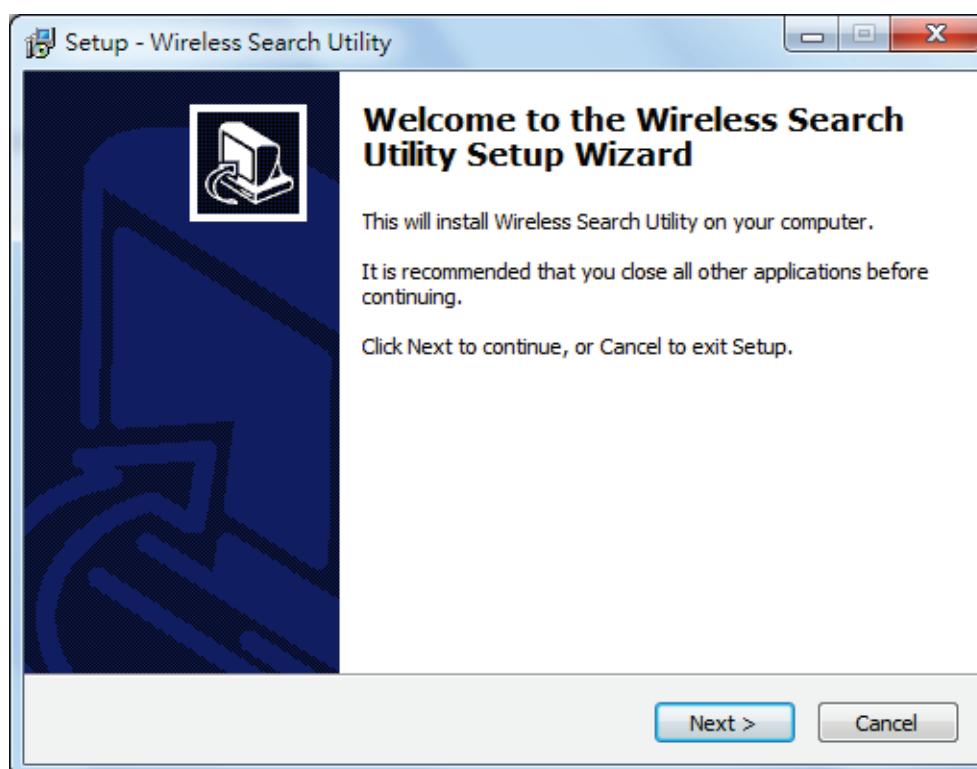 Setup - Wireless Search Utility
Welcome to the Wireless Search
Utility Setup Wizard
This will install Wireless Search Utility on your computer.
It is recommended that you close all other applications before
continuing.
Click Next to continue, or Cancel to exit Setup.
Next >
Cancel